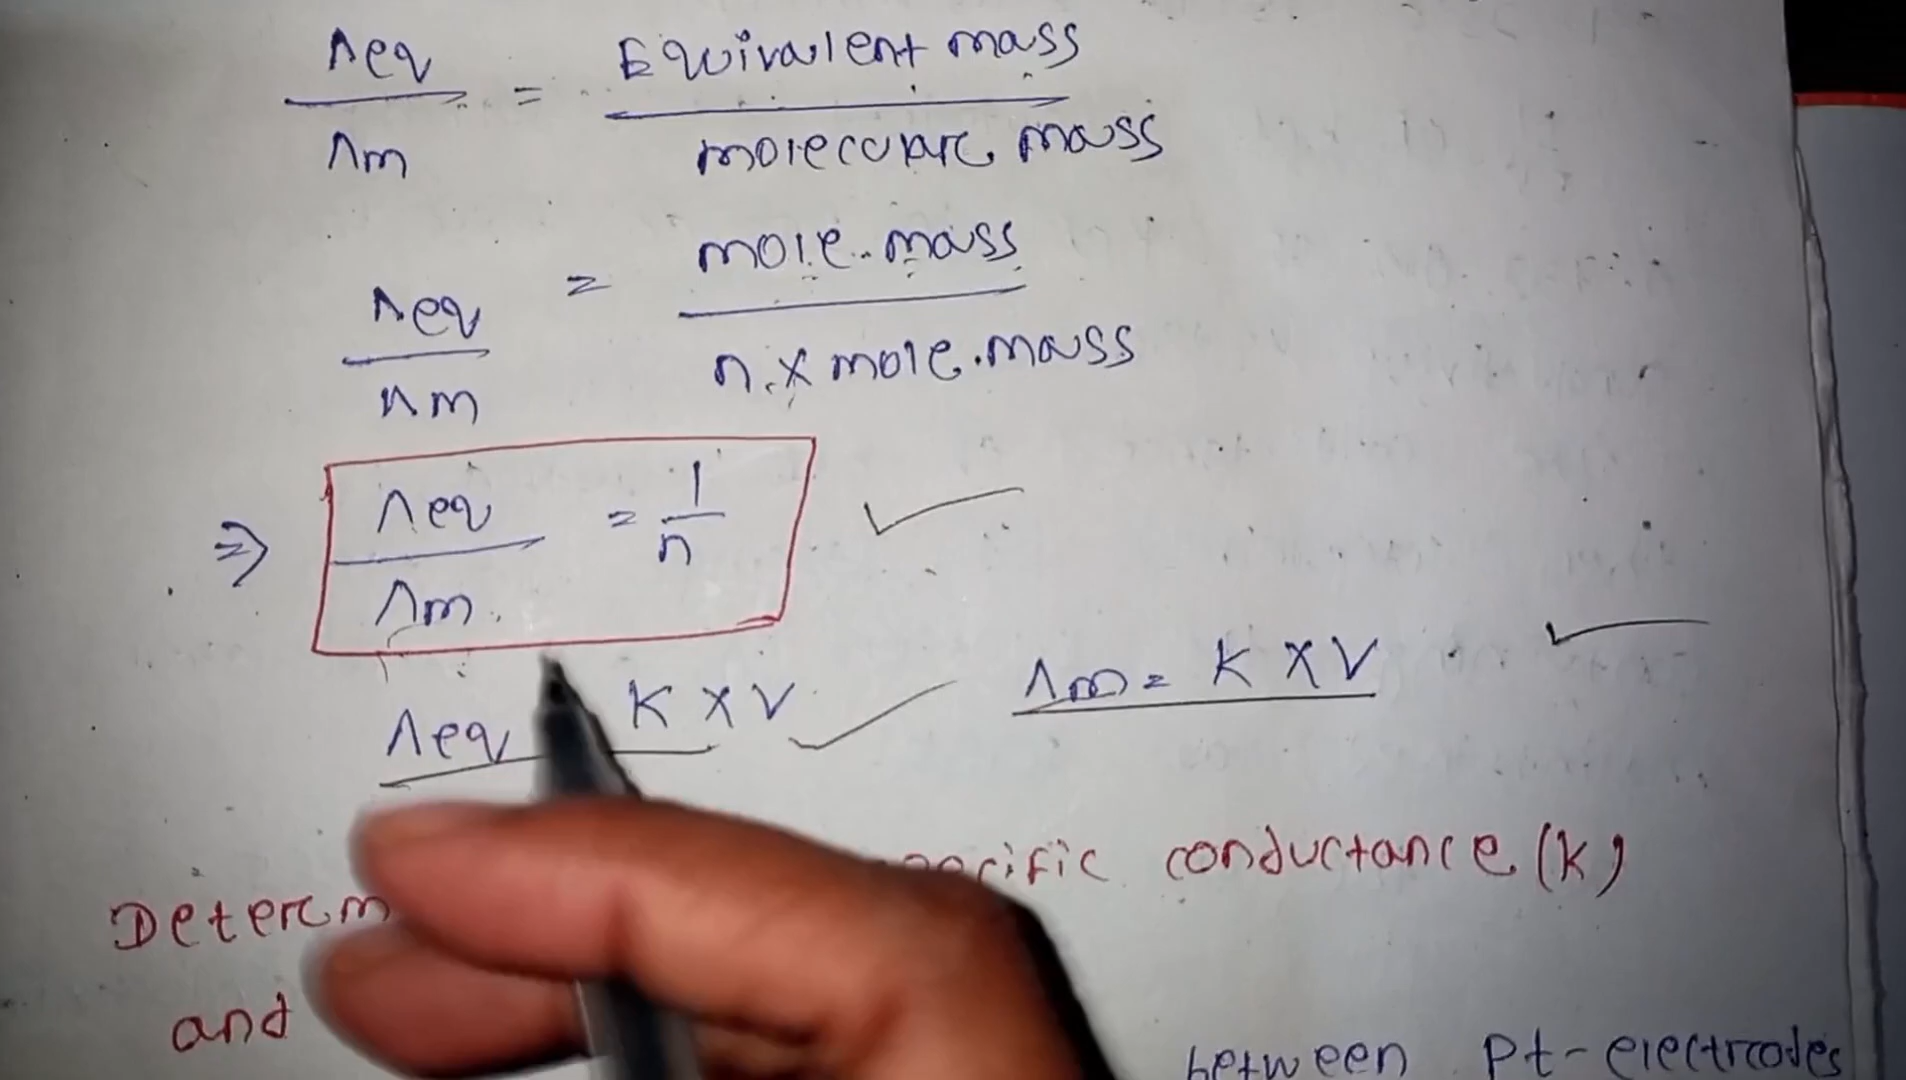 Λeq / Λm = Equivalent mass / molecular mass
Λeq / Λm = mole. mass / n. x mole. mass
⇒ Λeq / Λm. = 1 / n
Λeq K X V Λm = K X V
conductance (K)
and
between Pt-electrodes